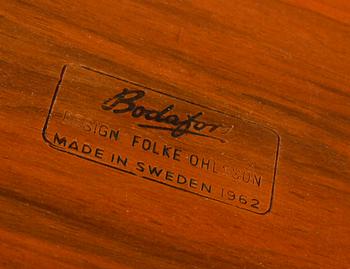 Bodafors
DESIGN FOLKE OHLSSON
MADE IN SWEDEN 1962